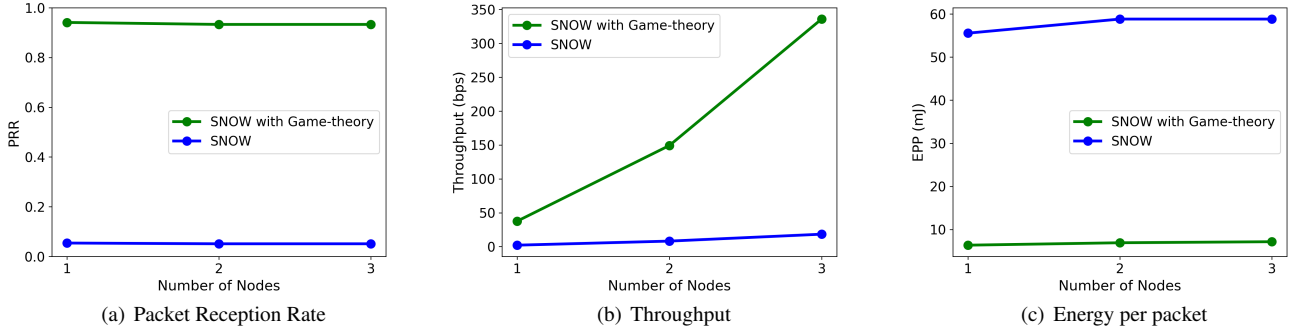 1.0
0.8
0.6
0.4
0.2
0.0
PRR
SNOW with Game-theory
SNOW
1 2 3
Number of Nodes
(a) Packet Reception Rate
350
300
250
200
150
100
50
0
Throughput (bps)
SNOW with Game-theory
SNOW
1 2 3
Number of Nodes
(b) Throughput
60
50
40
30
20
10
EPP (mJ)
SNOW with Game-theory
SNOW
1 2 3
Number of Nodes
(c) Energy per packet